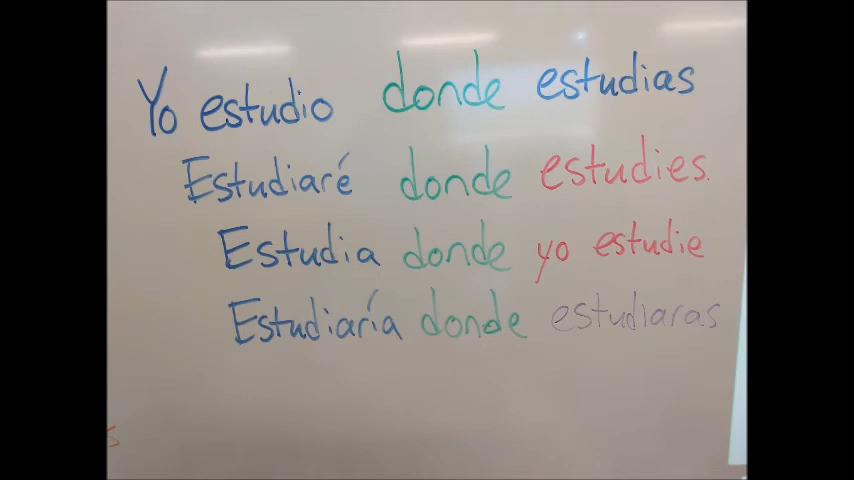 Yo estudio donde estudias
Estudiaré donde estudies.
Estudia donde yo estudie
Estudiaría donde estudiaras